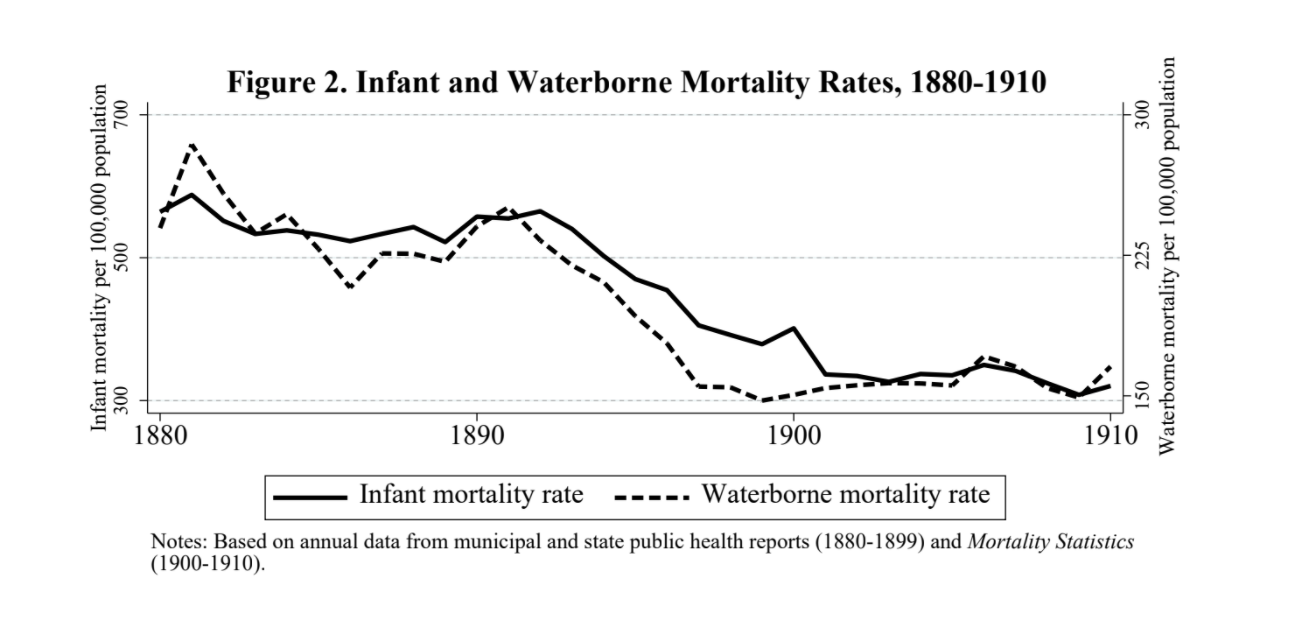 Figure 2. Infant and Waterborne Mortality Rates, 1880-1910
Infant mortality per 100,000 population
700
500
300
300
225
150
Waterborne mortality per 100,000 population
1880 1890 1900 1910
Infant mortality rate Waterborne mortality rate
Notes: Based on annual data from municipal and state public health reports (1880-1899) and Mortality Statistics
(1900-1910).